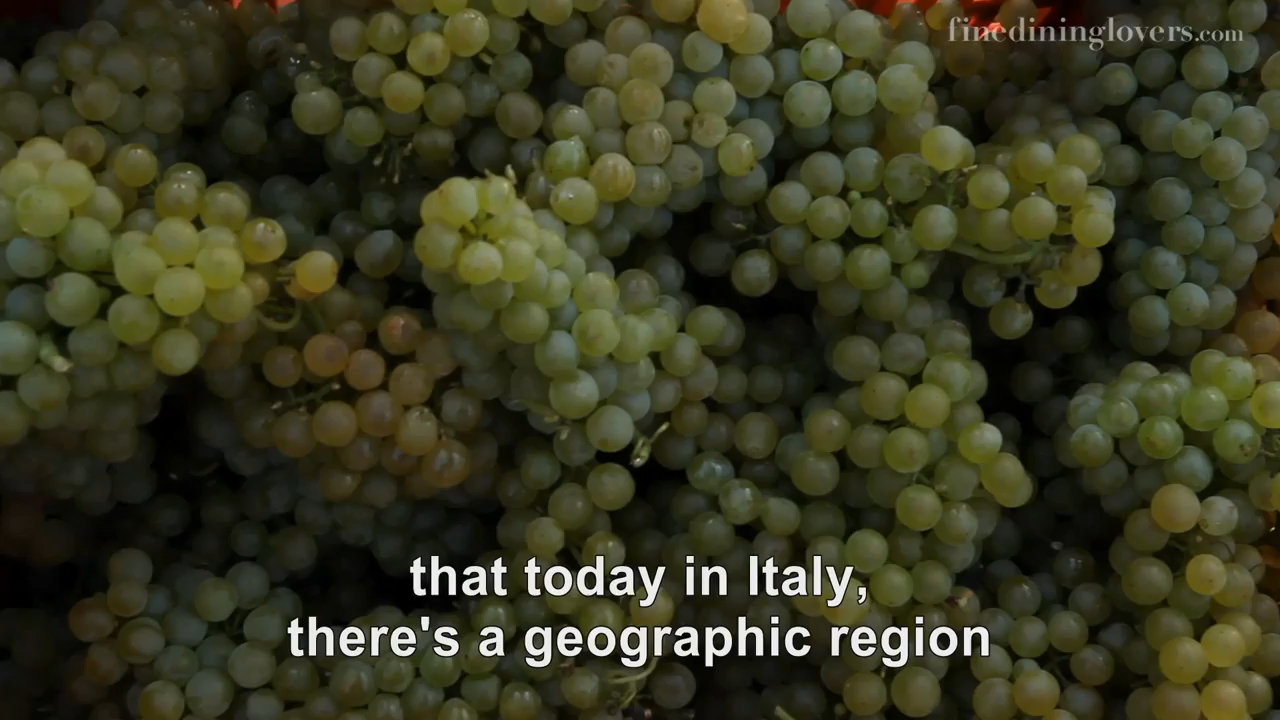 finedininglovers.com
that today in Italy,
there's a geographic region